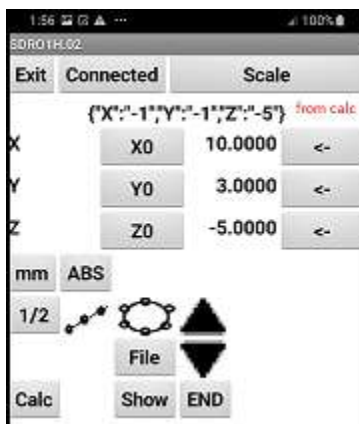 1:56 ... 100%
SDRO1H.02
Exit Connected Scale
{"X":"-1","Y":"-1","Z":"-5"} from calc
X X0 10.0000 <-
Y Y0 3.0000 <-
Z Z0 -5.0000 <-
mm ABS
1/2
File
Calc Show END